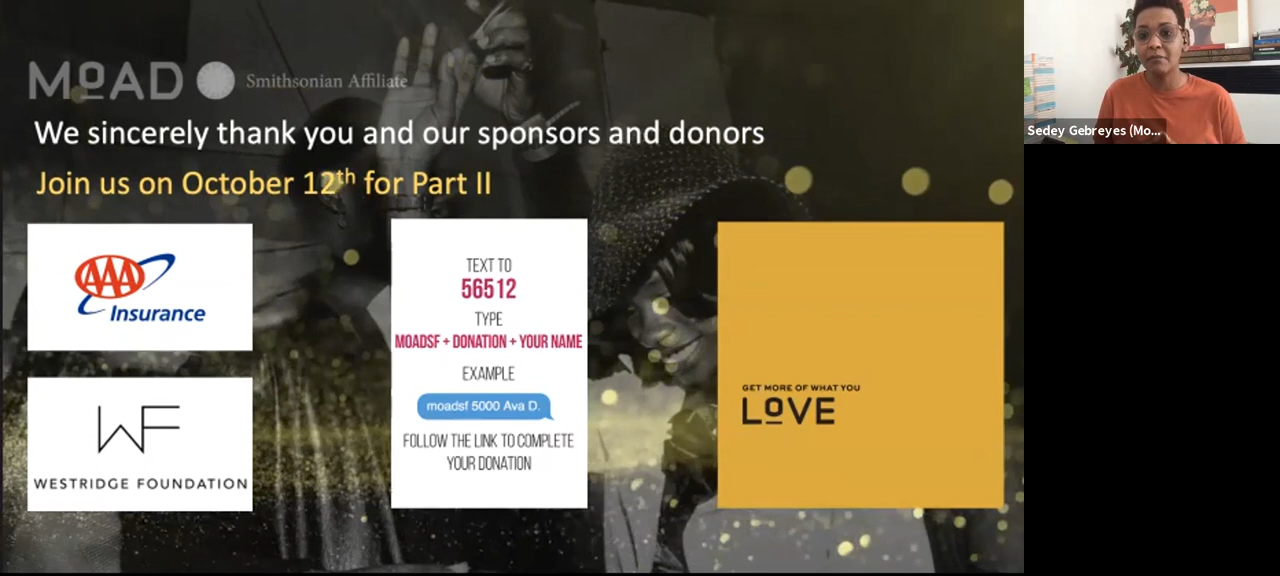 MOAD Smithsonian Affiliate
We sincerely thank you and our sponsors and donors
Join us on October 12th for Part II
AAA
Insurance
WF
WESTRIDGE FOUNDATION
TEXT TO
56512
TYPE
MOADSF + DONATION + YOUR NAME
EXAMPLE
moadsf 5000 Ava D.
FOLLOW THE LINK TO COMPLETE
YOUR DONATION
GET MORE OF WHAT YOU
LOVE
Sedey Gebreyes (Mo...